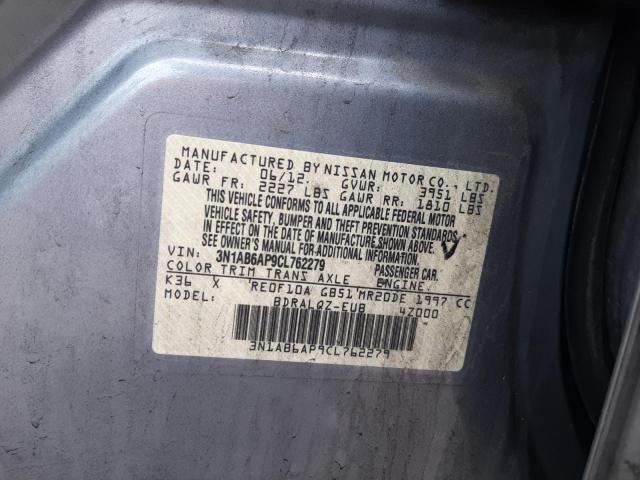 MANUFACTURED BY NISSAN MOTOR CO., LTD.
DATE: 06/12 GVWR: 3951 LBS
GAWR FR: 2227 LBS GAWR RR: 1810 LBS
THIS VEHICLE CONFORMS TO ALL APPLICABLE FEDERAL MOTOR
VEHICLE SAFETY, BUMPER AND THEFT PREVENTION STANDARDS
IN EFFECT ON THE DATE OF MANUFACTURE SHOWN ABOVE.
SEE OWNER'S MANUAL FOR ADDITIONAL INFORMATION.
VIN: 3N1AB6AP9CL762279 PASSENGER CAR.
COLOR TRIM TRANS AXLE ENGINE.
K36 X RE0F10A GB51 MR20DE 1997 CC
MODEL: BDRALQZ-EUB 4Z000
3N1AB6AP9CL762279